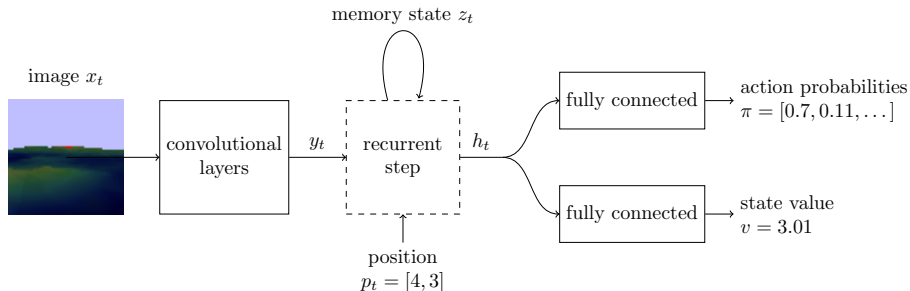 memory state z_t
image x_t
convolutional
layers
y_t
recurrent
step
h_t
fully connected
action probabilities
π = [0.7, 0.11, . . . ]
fully connected
state value
v = 3.01
position
p_t = [4, 3]